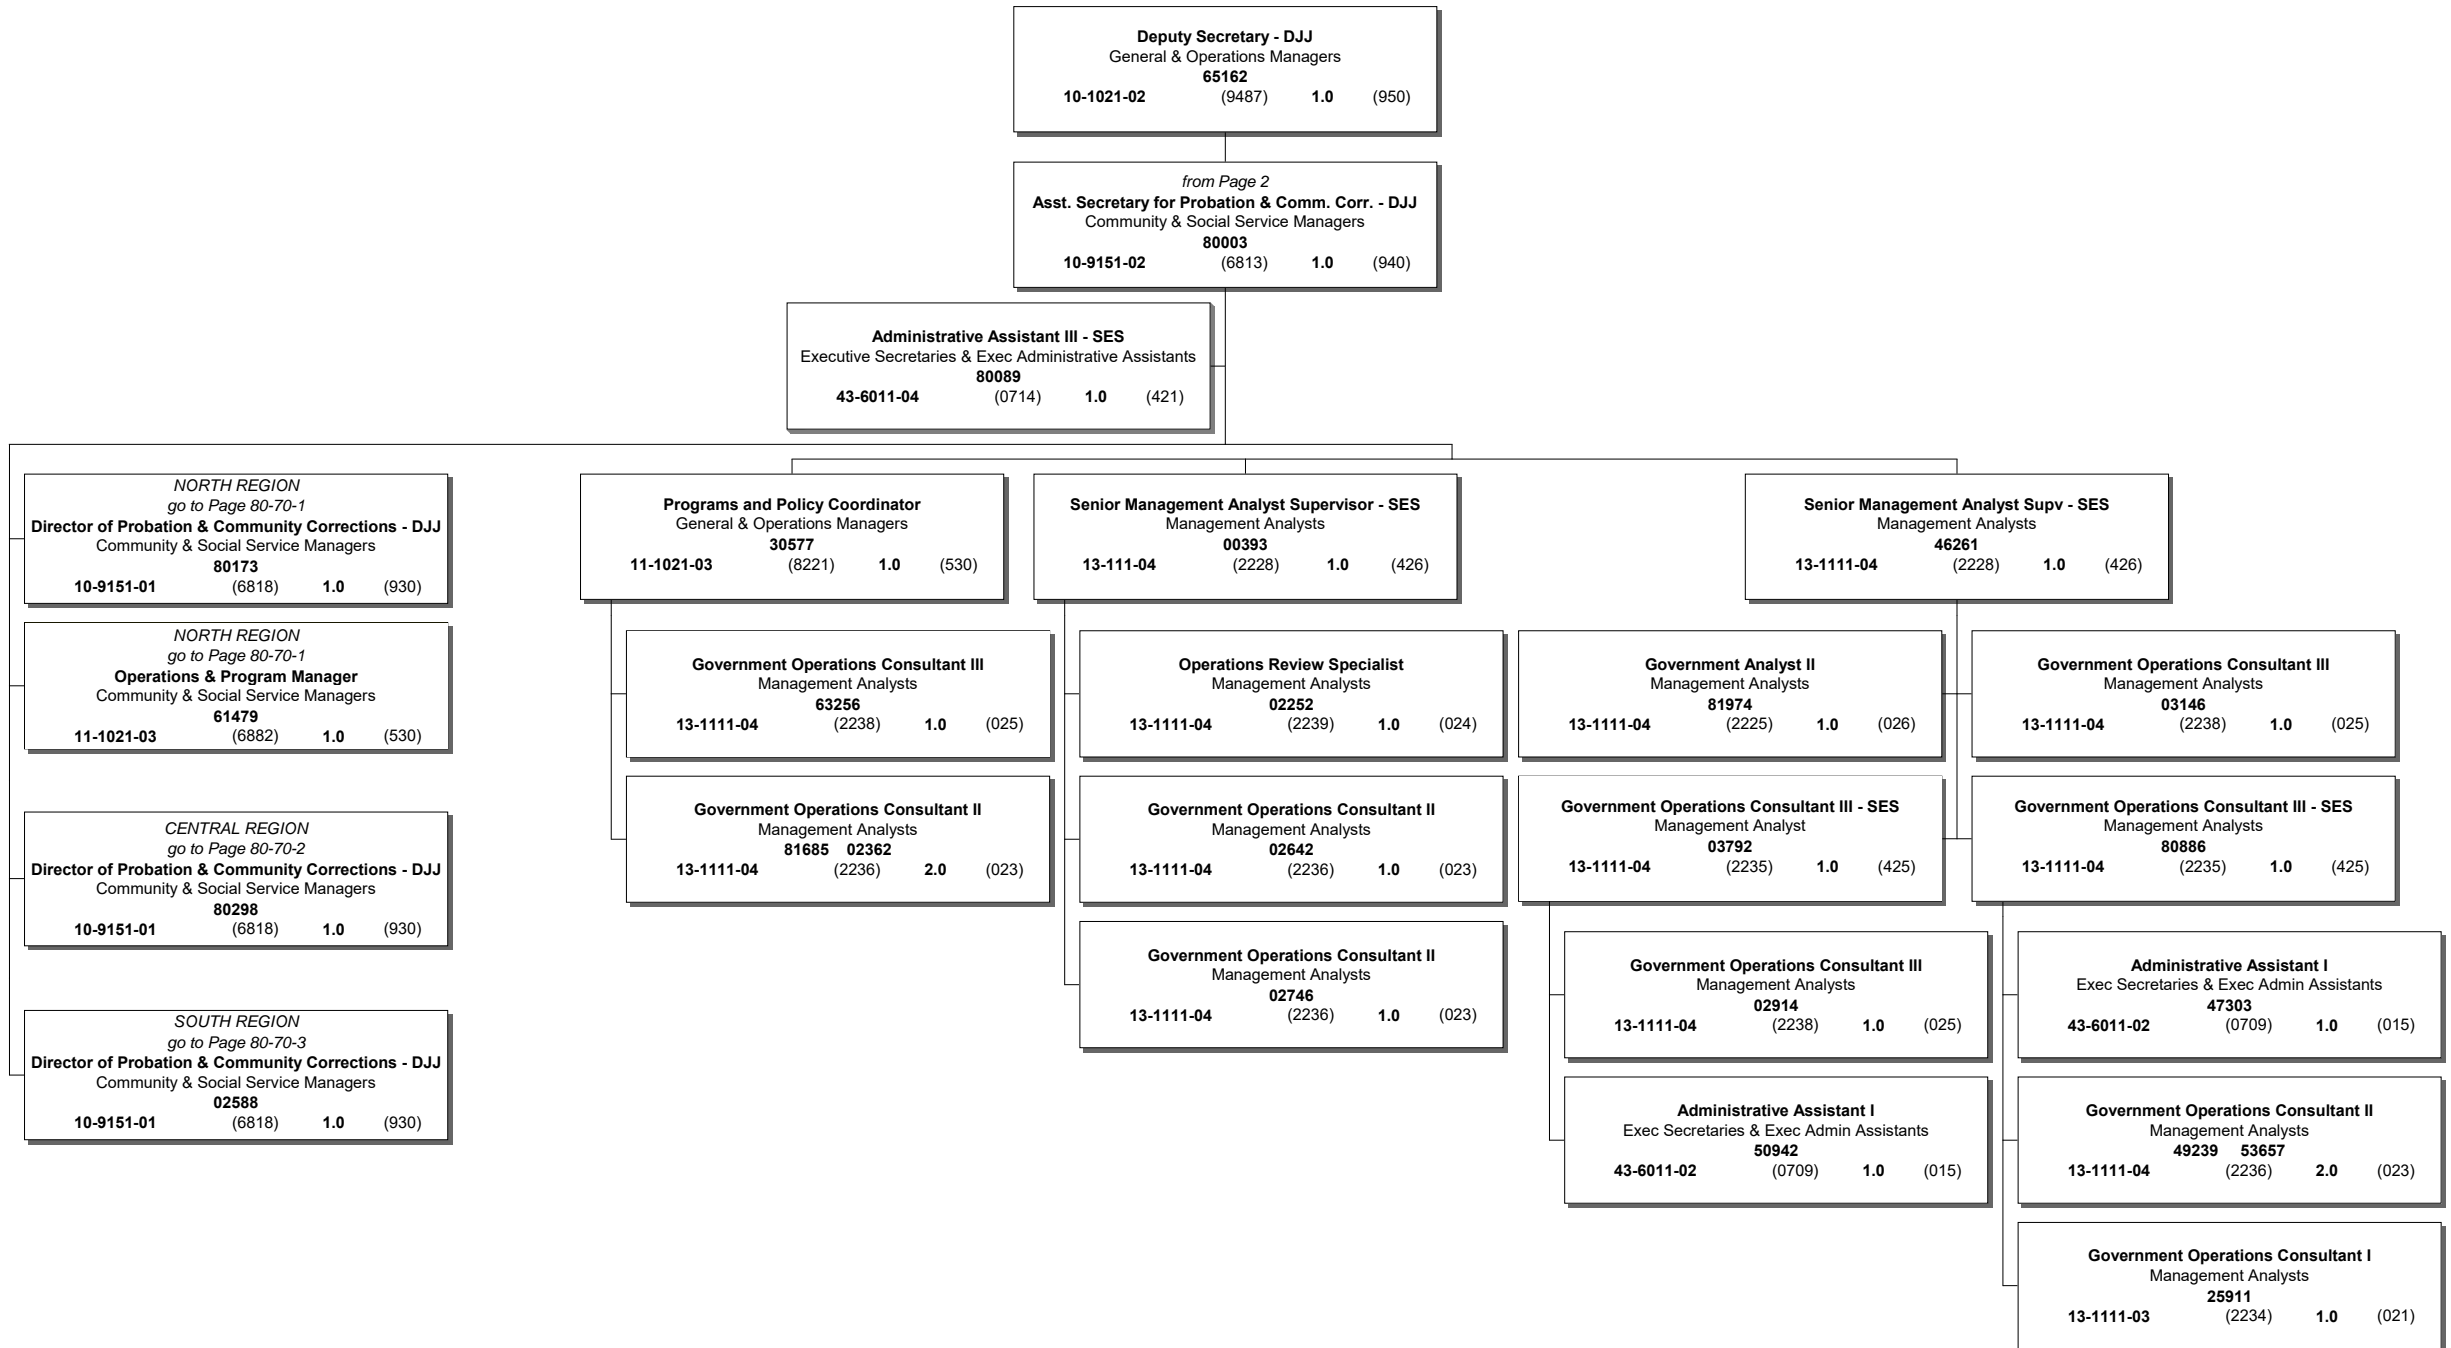 Deputy Secretary - DJJ
General & Operations Managers
65162
10-1021-02 (9487) 1.0 (950)
from Page 2
Asst. Secretary for Probation & Comm. Corr. - DJJ
Community & Social Service Managers
80003
10-9151-02 (6813) 1.0 (940)
Administrative Assistant III - SES
Executive Secretaries & Exec Administrative Assistants
80089
43-6011-04 (0714) 1.0 (421)
NORTH REGION
go to Page 80-70-1
Director of Probation & Community Corrections - DJJ
Community & Social Service Managers
80173
10-9151-01 (6818) 1.0 (930)
NORTH REGION
go to Page 80-70-1
Operations & Program Manager
Community & Social Service Managers
61479
11-1021-03 (6882) 1.0 (530)
CENTRAL REGION
go to Page 80-70-2
Director of Probation & Community Corrections - DJJ
Community & Social Service Managers
80298
10-9151-01 (6818) 1.0 (930)
SOUTH REGION
go to Page 80-70-3
Director of Probation & Community Corrections - DJJ
Community & Social Service Managers
02588
10-9151-01 (6818) 1.0 (930)
Programs and Policy Coordinator
General & Operations Managers
30577
11-1021-03 (8221) 1.0 (530)
Government Operations Consultant III
Management Analysts
63256
13-1111-04 (2238) 1.0 (025)
Government Operations Consultant II
Management Analysts
81685 02362
13-1111-04 (2236) 2.0 (023)
Senior Management Analyst Supervisor - SES
Management Analysts
00393
13-111-04 (2228) 1.0 (426)
Operations Review Specialist
Management Analysts
02252
13-1111-04 (2239) 1.0 (024)
Government Operations Consultant II
Management Analysts
02642
13-1111-04 (2236) 1.0 (023)
Government Operations Consultant II
Management Analysts
02746
13-1111-04 (2236) 1.0 (023)
Senior Management Analyst Supv - SES
Management Analysts
46261
13-1111-04 (2228) 1.0 (426)
Government Analyst II
Management Analysts
81974
13-1111-04 (2225) 1.0 (026)
Government Operations Consultant III
Management Analysts
03146
13-1111-04 (2238) 1.0 (025)
Government Operations Consultant III - SES
Management Analyst
03792
13-1111-04 (2235) 1.0 (425)
Government Operations Consultant III
Management Analysts
02914
13-1111-04 (2238) 1.0 (025)
Administrative Assistant I
Exec Secretaries & Exec Admin Assistants
50942
43-6011-02 (0709) 1.0 (015)
Government Operations Consultant III - SES
Management Analysts
80886
13-1111-04 (2235) 1.0 (425)
Administrative Assistant I
Exec Secretaries & Exec Admin Assistants
47303
43-6011-02 (0709) 1.0 (015)
Government Operations Consultant II
Management Analysts
49239 53657
13-1111-04 (2236) 2.0 (023)
Government Operations Consultant I
Management Analysts
25911
13-1111-03 (2234) 1.0 (021)